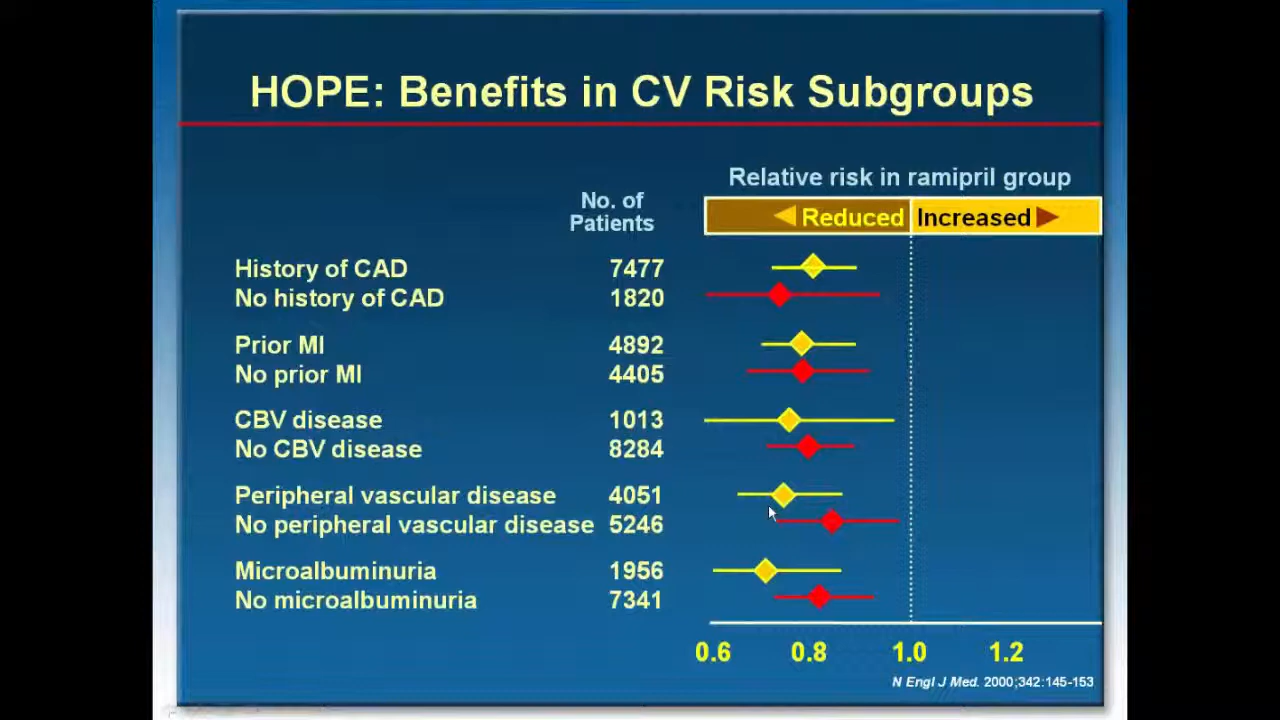 HOPE: Benefits in CV Risk Subgroups
Relative risk in ramipril group
No. of
Patients
Reduced Increased
History of CAD 7477
No history of CAD 1820
Prior MI 4892
No prior MI 4405
CBV disease 1013
No CBV disease 8284
Peripheral vascular disease 4051
No peripheral vascular disease 5246
Microalbuminuria 1956
No microalbuminuria 7341
0.6 0.8 1.0 1.2
N Engl J Med. 2000;342:145-153